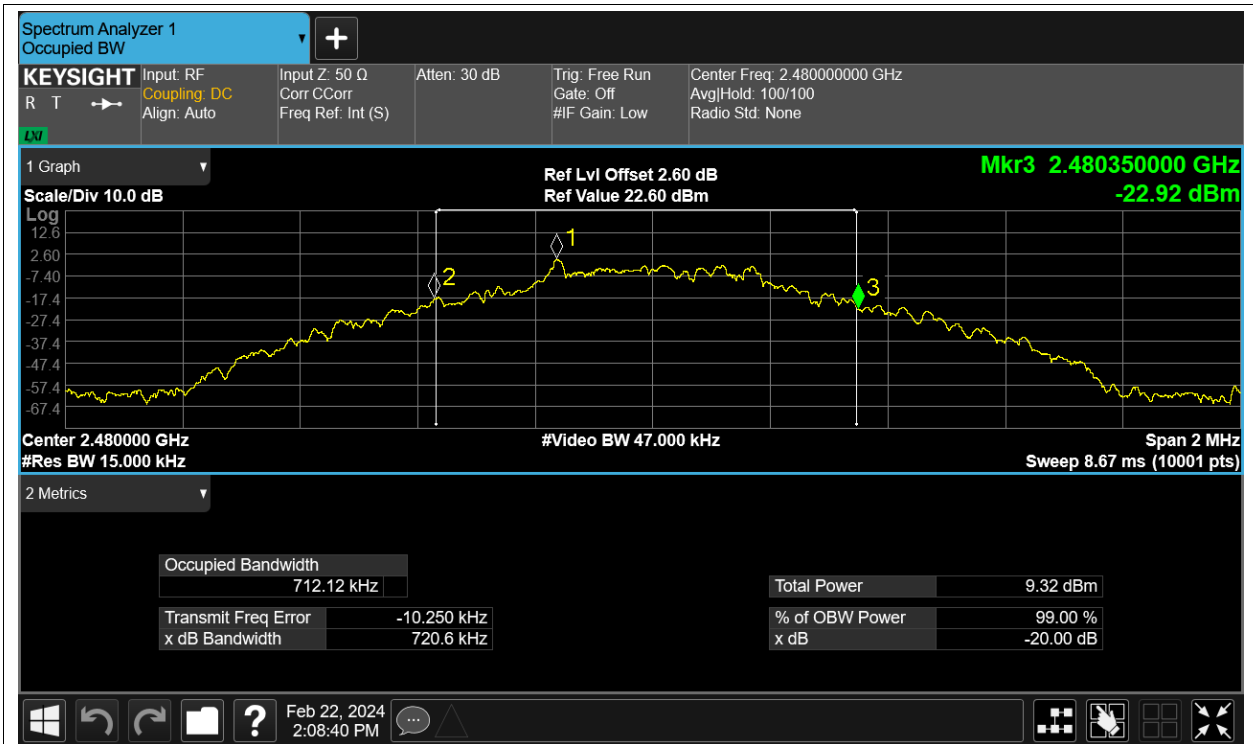 Spectrum Analyzer 1
Occupied BW
KEYSIGHT
R T
LXI
Input: RF
Coupling: DC
Align: Auto
Input Z: 50 Ω
Corr CCorr
Freq Ref: Int (S)
Atten: 30 dB
Trig: Free Run
Gate: Off
#IF Gain: Low
Center Freq: 2.480000000 GHz
Avg|Hold: 100/100
Radio Std: None
1 Graph
Scale/Div 10.0 dB
Ref Lvl Offset 2.60 dB
Ref Value 22.60 dBm
Mkr3 2.480350000 GHz
-22.92 dBm
Log
12.6
2.60
-7.40
-17.4
-27.4
-37.4
-47.4
-57.4
-67.4
1
2
3
Center 2.480000 GHz
#Res BW 15.000 kHz
#Video BW 47.000 kHz
Span 2 MHz
Sweep 8.67 ms (10001 pts)
2 Metrics
Occupied Bandwidth
712.12 kHz
Transmit Freq Error -10.250 kHz
x dB Bandwidth 720.6 kHz
Total Power 9.32 dBm
% of OBW Power 99.00 %
x dB -20.00 dB
Feb 22, 2024
2:08:40 PM